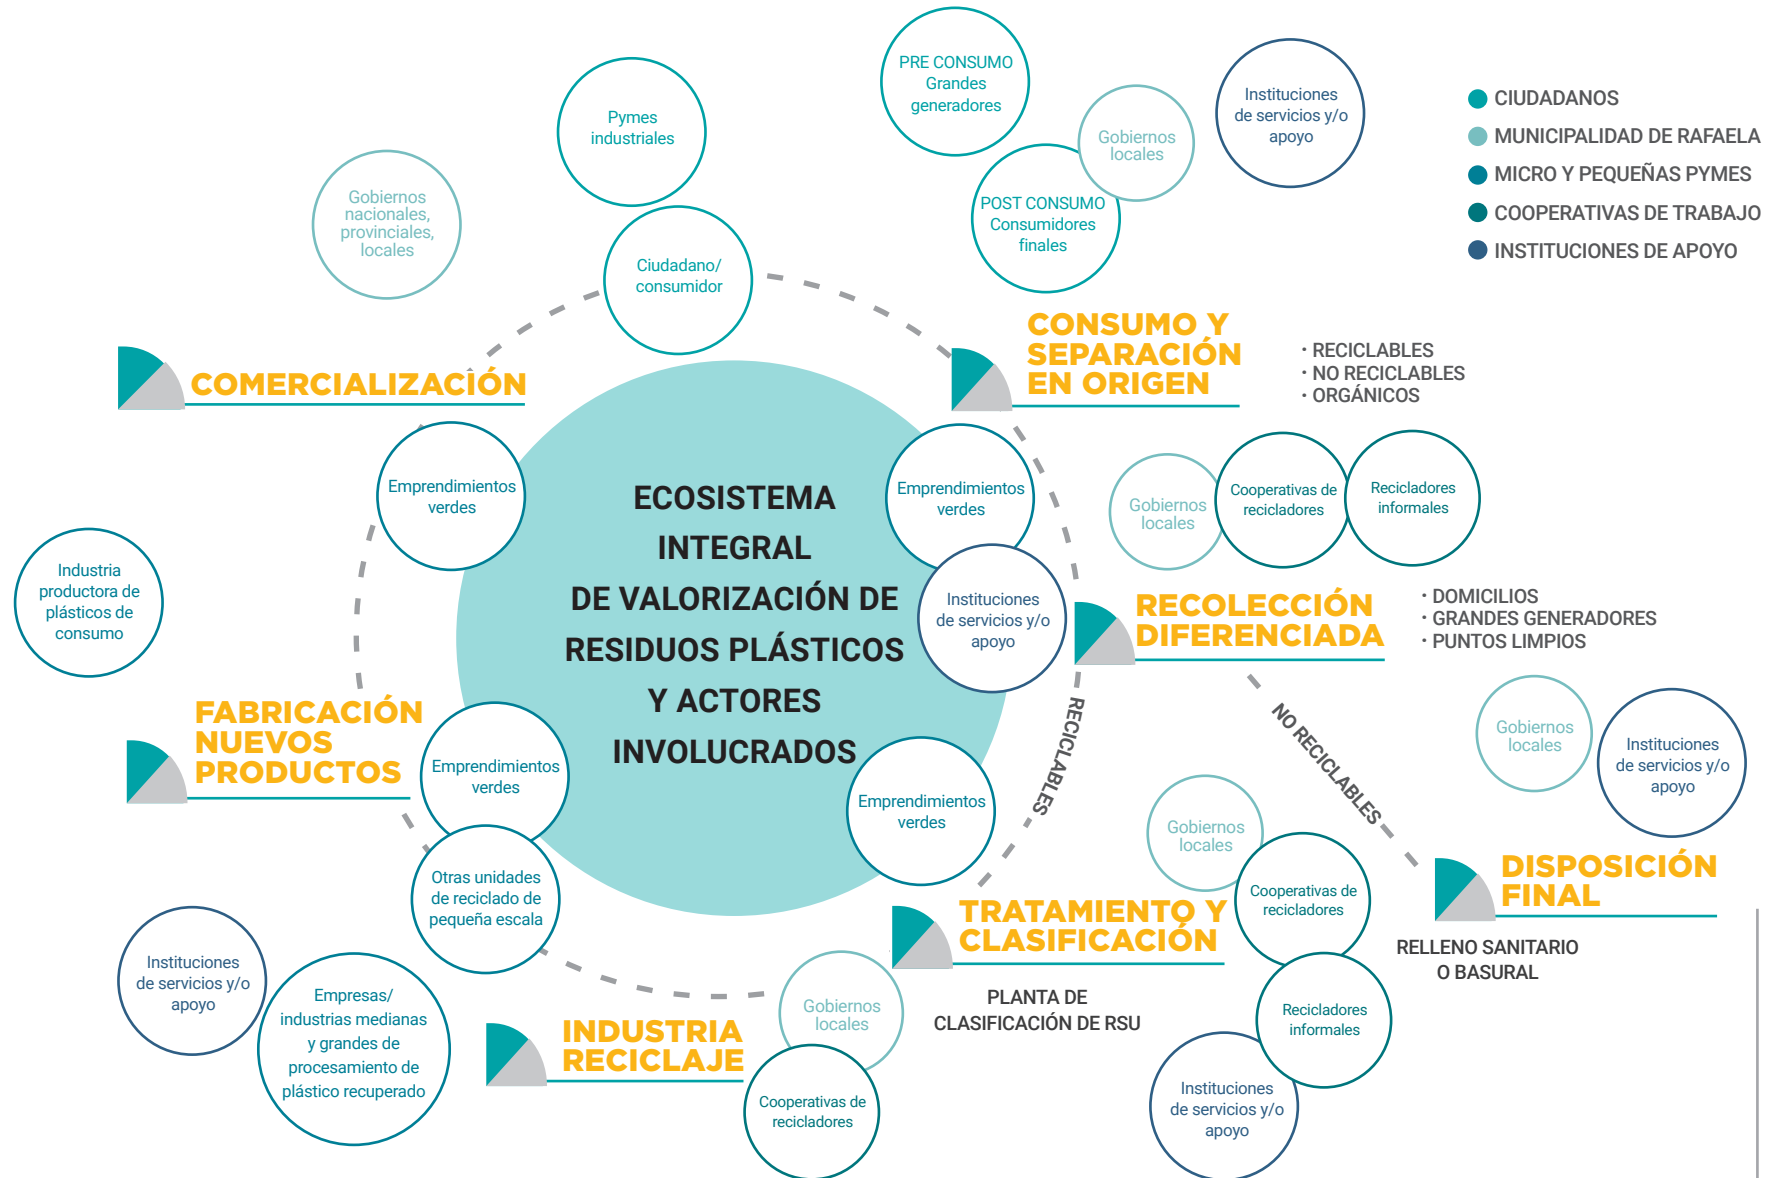 PRE CONSUMO
Grandes
generadores
Gobiernos
locales
Instituciones
de servicios y/o
apoyo
POST CONSUMO
Consumidores
finales
CIUDADANOS
MUNICIPALIDAD DE RAFAELA
MICRO Y PEQUEÑAS PYMES
COOPERATIVAS DE TRABAJO
INSTITUCIONES DE APOYO
Pymes
industriales
Gobiernos
nacionales,
provinciales,
locales
Ciudadano/
consumidor
COMERCIALIZACIÓN
CONSUMO Y
SEPARACIÓN
EN ORIGEN
· RECICLABLES
· NO RECICLABLES
· ORGÁNICOS
Emprendimientos
verdes
ECOSISTEMA
INTEGRAL
DE VALORIZACIÓN DE
RESIDUOS PLÁSTICOS
Y ACTORES
INVOLUCRADOS
Emprendimientos
verdes
Instituciones
de servicios y/o
apoyo
Gobiernos
locales
Cooperativas de
recicladores
Recicladores
informales
RECOLECCIÓN
DIFERENCIADA
· DOMICILIOS
· GRANDES GENERADORES
· PUNTOS LIMPIOS
Industria
productora de
plásticos de
consumo
FABRICACIÓN
NUEVOS
PRODUCTOS
Emprendimientos
verdes
Otras unidades
de reciclado de
pequeña escala
Emprendimientos
verdes
RECICLABLES
NO RECICLABLES
Gobiernos
locales
Instituciones
de servicios y/o
apoyo
DISPOSICIÓN
FINAL
RELLENO SANITARIO
O BASURAL
Gobiernos
locales
Cooperativas de
recicladores
Recicladores
informales
Instituciones
de servicios y/o
apoyo
TRATAMIENTO Y
CLASIFICACIÓN
PLANTA DE
CLASIFICACIÓN DE RSU
Instituciones
de servicios y/o
apoyo
Empresas/
industrias medianas
y grandes de
procesamiento de
plástico recuperado
INDUSTRIA
RECICLAJE
Gobiernos
locales
Cooperativas de
recicladores